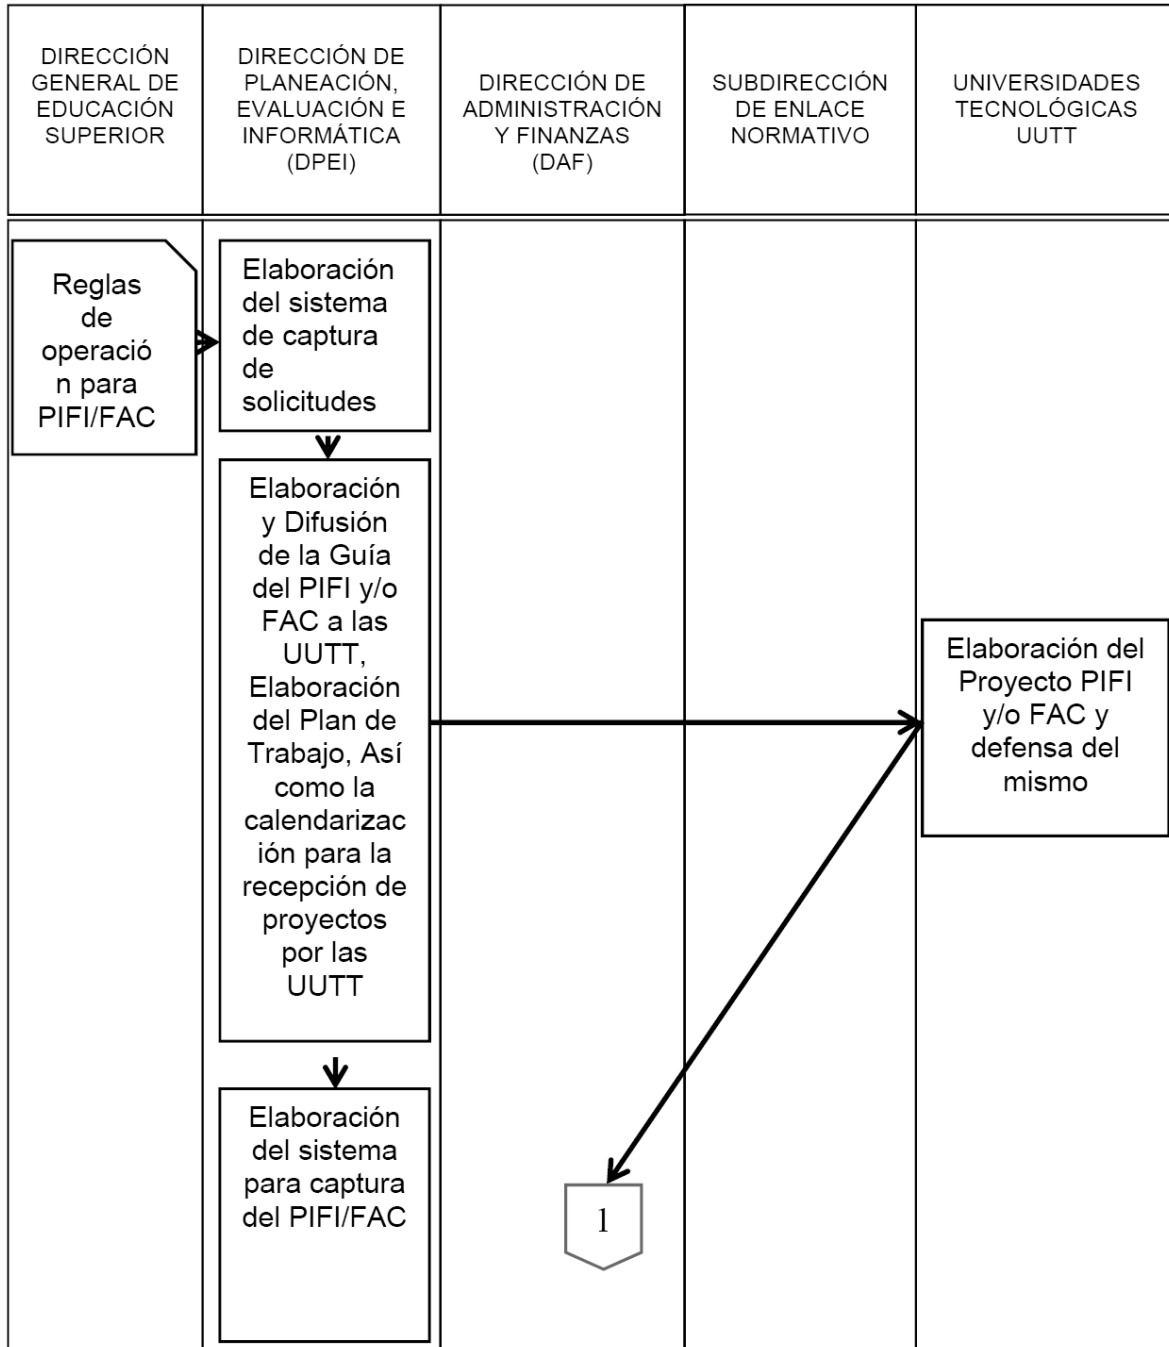 DIRECCIÓN
GENERAL DE
EDUCACIÓN
SUPERIOR
DIRECCIÓN DE
PLANEACIÓN,
EVALUACIÓN E
INFORMÁTICA
(DPEI)
DIRECCIÓN DE
ADMINISTRACIÓN
Y FINANZAS
(DAF)
SUBDIRECCIÓN
DE ENLACE
NORMATIVO
UNIVERSIDADES
TECNOLÓGICAS
UUTT
Reglas
de
operació
n para
PIFI/FAC
Elaboración
del sistema
de captura
de
solicitudes
Elaboración
y Difusión
de la Guía
del PIFI y/o
FAC a las
UUTT,
Elaboración
del Plan de
Trabajo, Así
como la
calendarizac
ión para la
recepción de
proyectos
por las
UUTT
Elaboración del
Proyecto PIFI
y/o FAC y
defensa del
mismo
Elaboración
del sistema
para captura
del PIFI/FAC
1